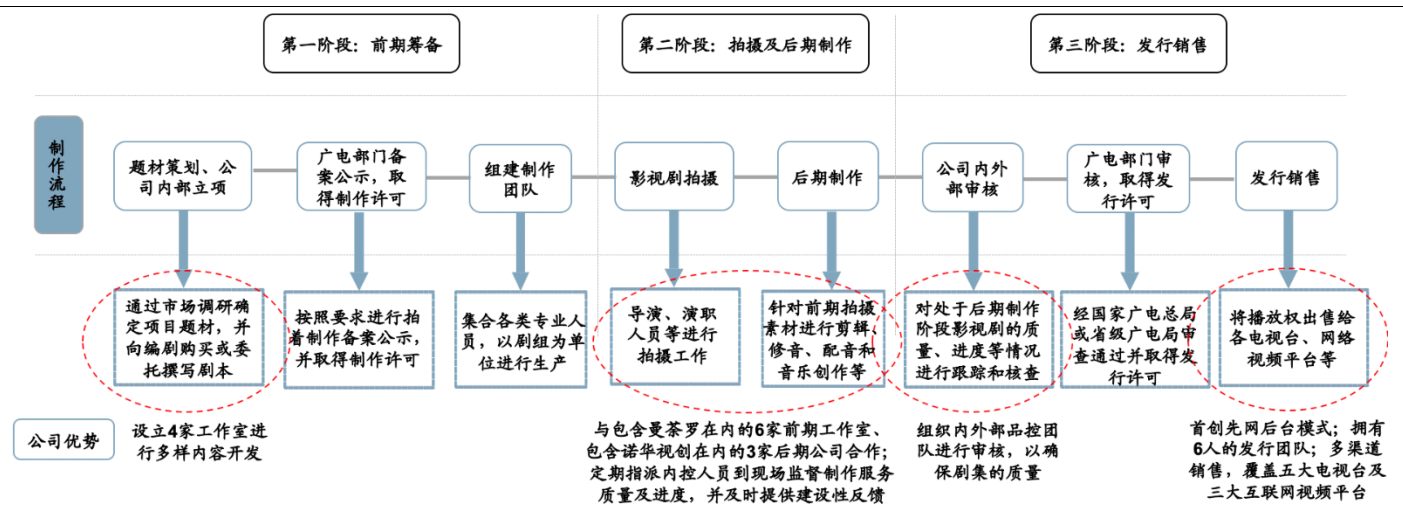 第一阶段：前期筹备
第二阶段：拍摄及后期制作
第三阶段：发行销售
制作流程
题材策划、公
司内部立项
广电部门备
案公示，取
得制作许可
组建制作
团队
影视剧拍摄
后期制作
公司内外
部审核
广电部门审
核，取得发
行许可
发行销售
通过市场调研确
定项目题材，并
向编剧购买或委
托撰写剧本
按照要求进行拍
着制作备案公示，
并取得制作许可
集合各类专业人
员，以剧组为单
位进行生产
导演、演职
人员等进行
拍摄工作
针对前期拍摄
素材进行剪辑、
修音、配音和
音乐创作等
对处于后期制作
阶段影视剧的质
量、进度等情况
进行跟踪和核查
经国家广电总局
或省级广电局审
查通过并取得发
行许可
将播放权出售给
各电视台、网络
视频平台等
公司优势
设立4家工作室进
行多样内容开发
与包含曼荼罗在内的6家前期工作室、
包含诺华视创在内的3家后期公司合作；
定期指派内控人员到现场监督制作服务
质量及进度，并及时提供建设性反馈
组织内外部品控团
队进行审核，以确
保剧集的质量
首创先网后台模式；拥有
6人的发行团队；多渠道
销售，覆盖五大电视台及
三大互联网视频平台